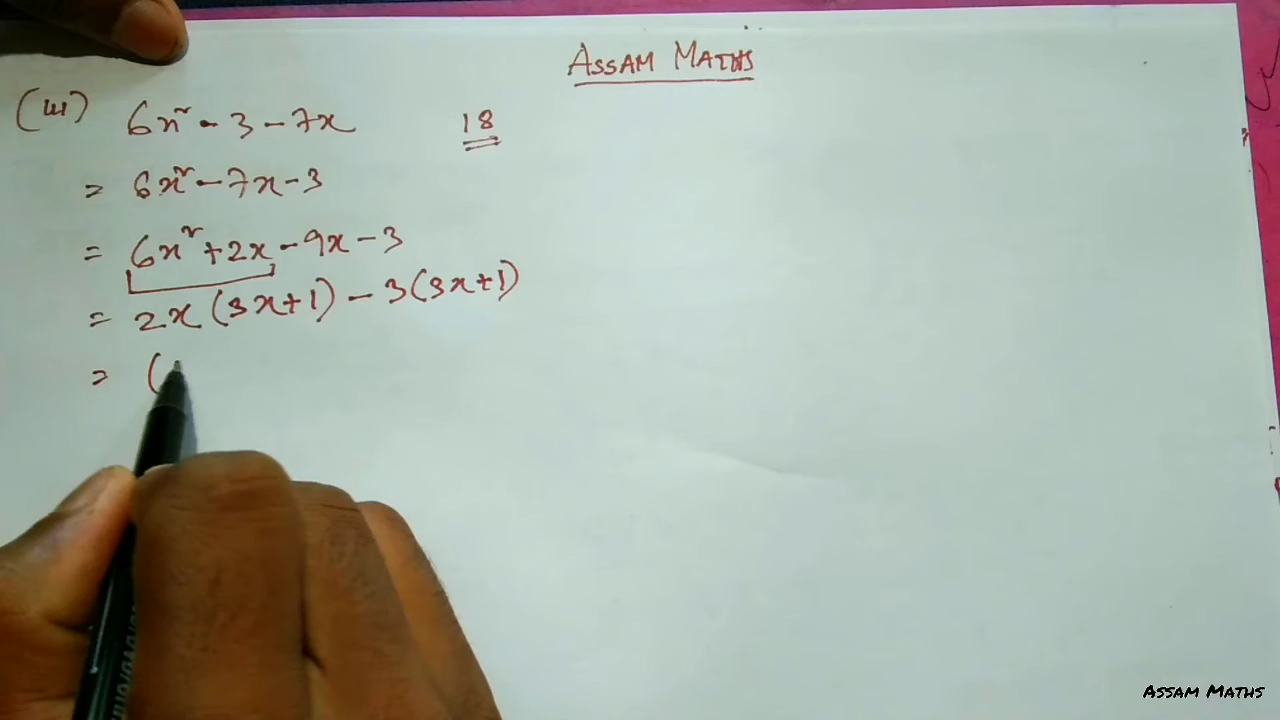 ASSAM MATHS
(iii) 6x² - 3 - 7x 18
= 6x² - 7x - 3
= 6x² + 2x - 9x - 3
= 2x (3x+1) - 3(3x+1)
= (
ASSAM MATHS